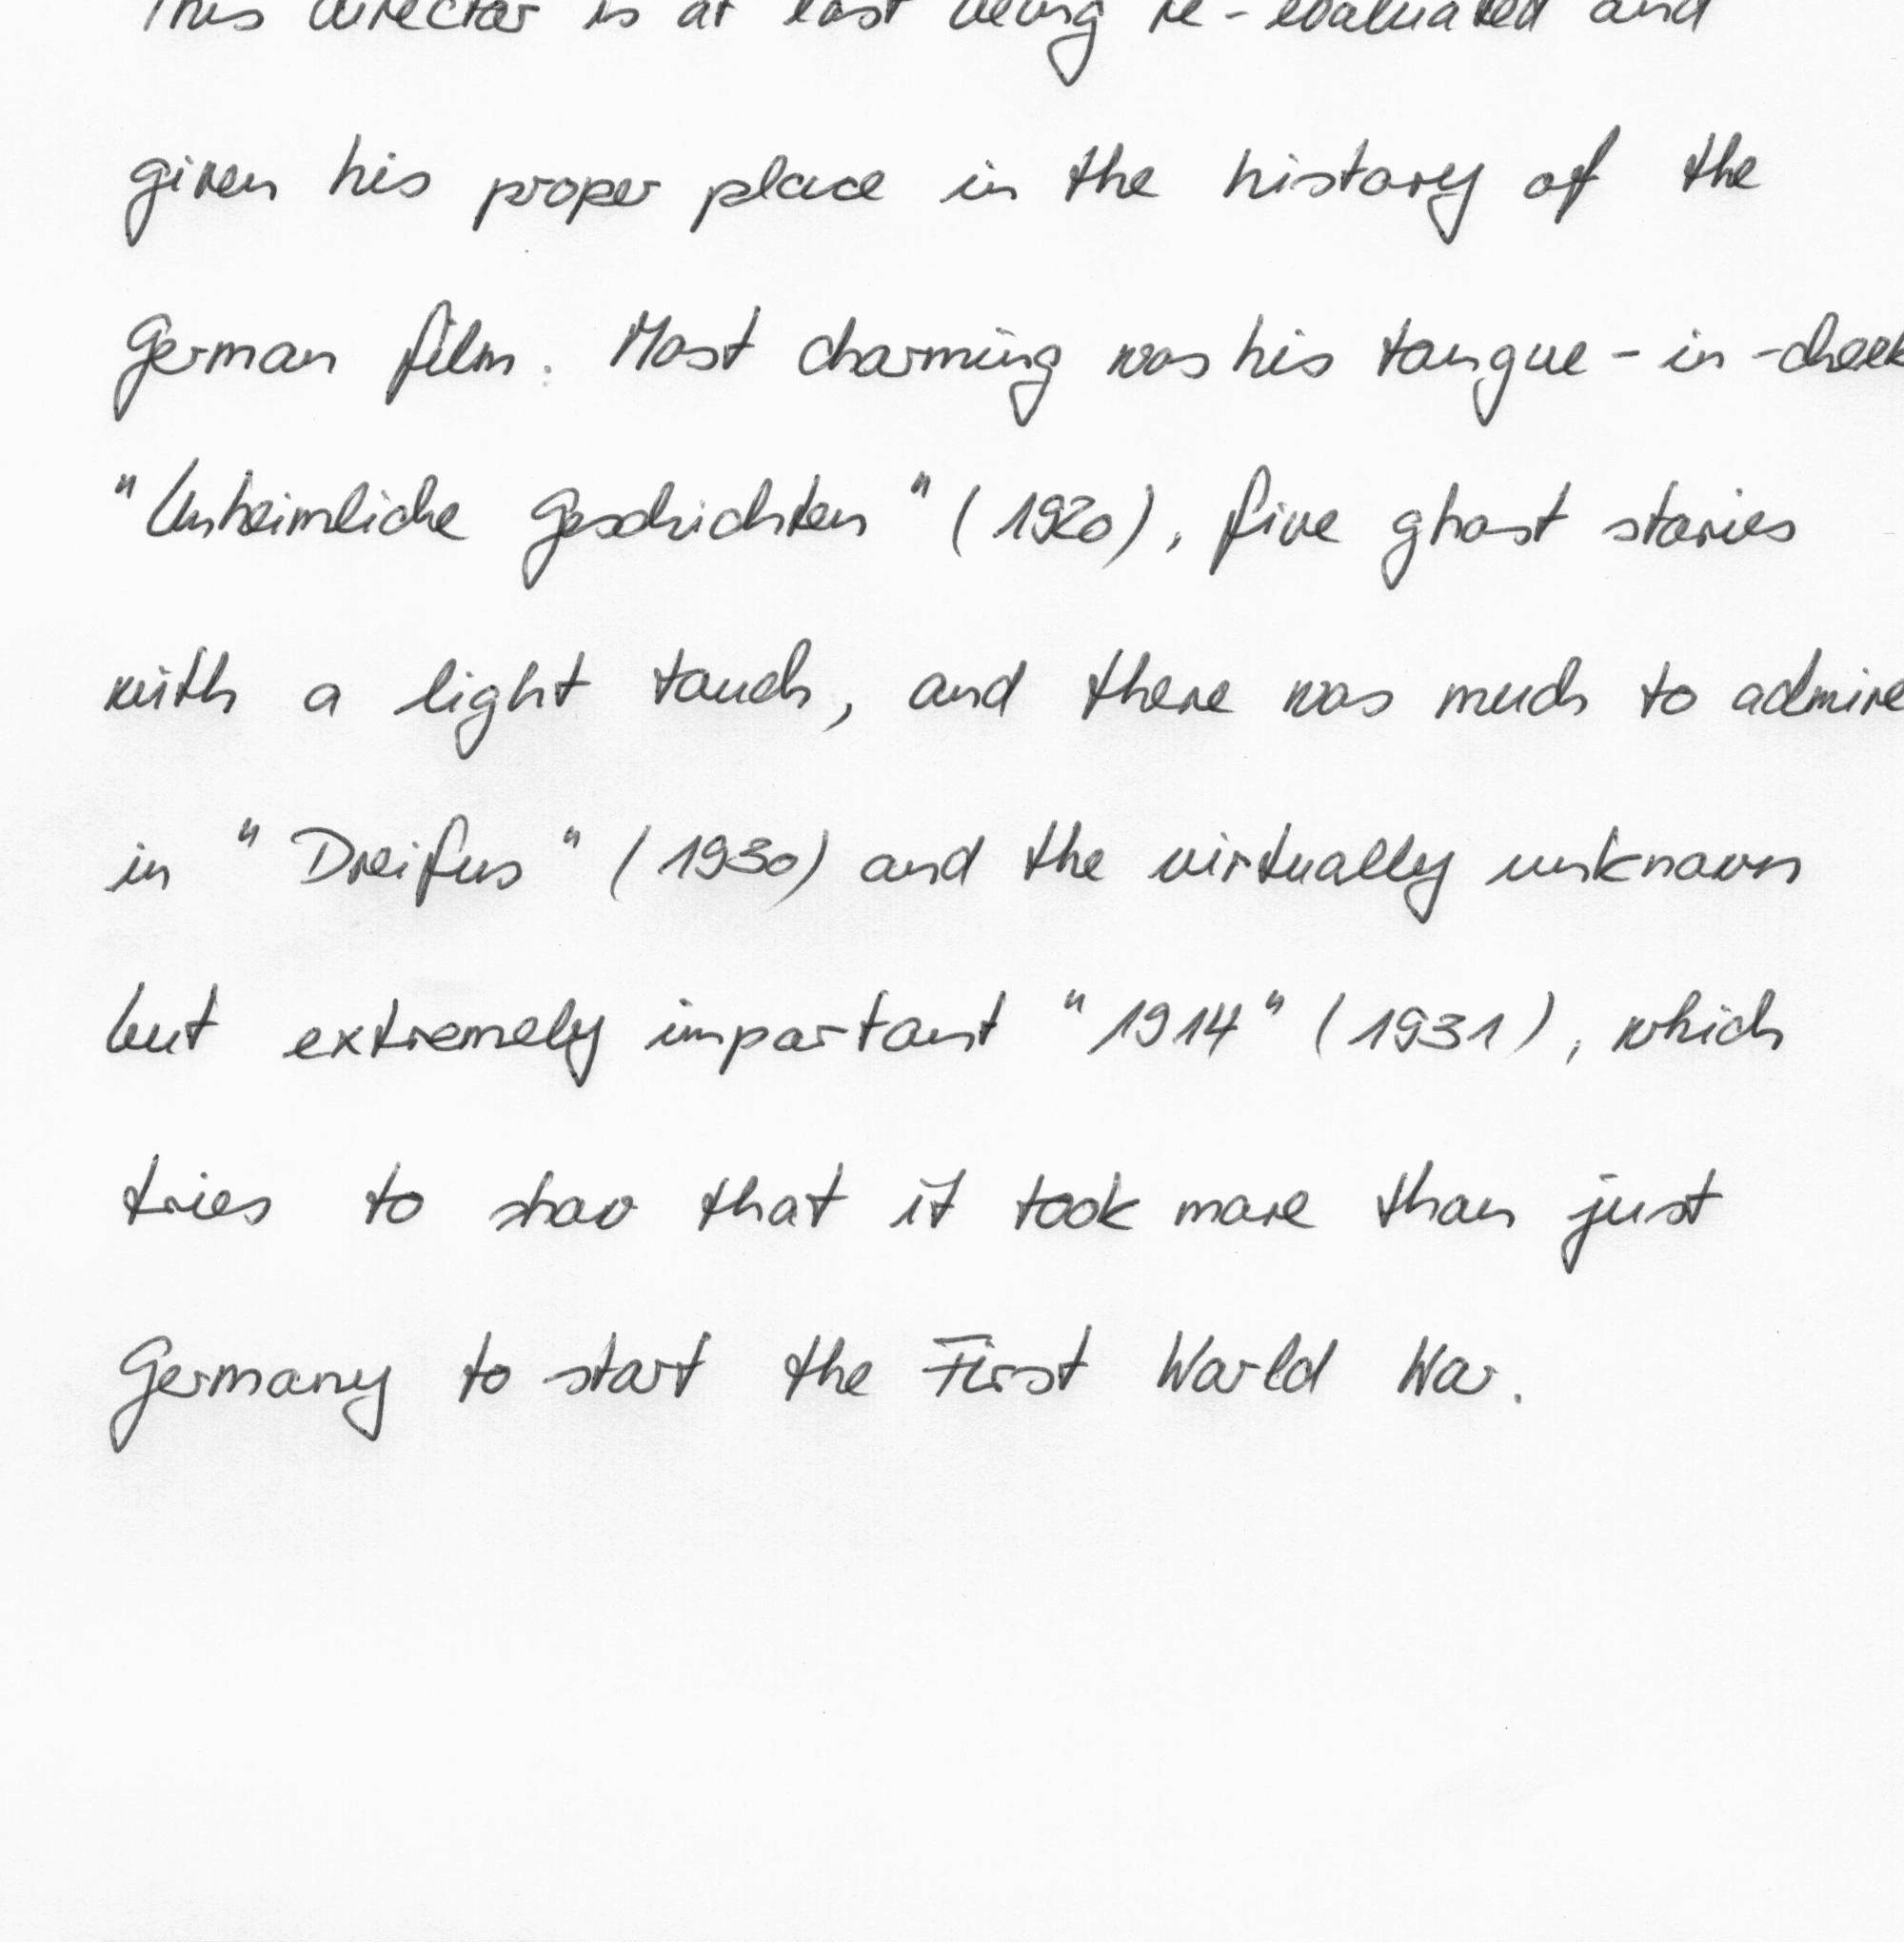 This director is at last being re-evaluated and
given his proper place in the history of the
German film. Most charming was his tongue-in-cheek
"Unheimliche Geschichten" (1920), five ghost stories
with a light touch, and there was much to admire
in "Dreifus" (1930) and the virtually unknown
but extremely important "1914" (1931), which
tries to show that it took more than just
Germany to start the First World War.